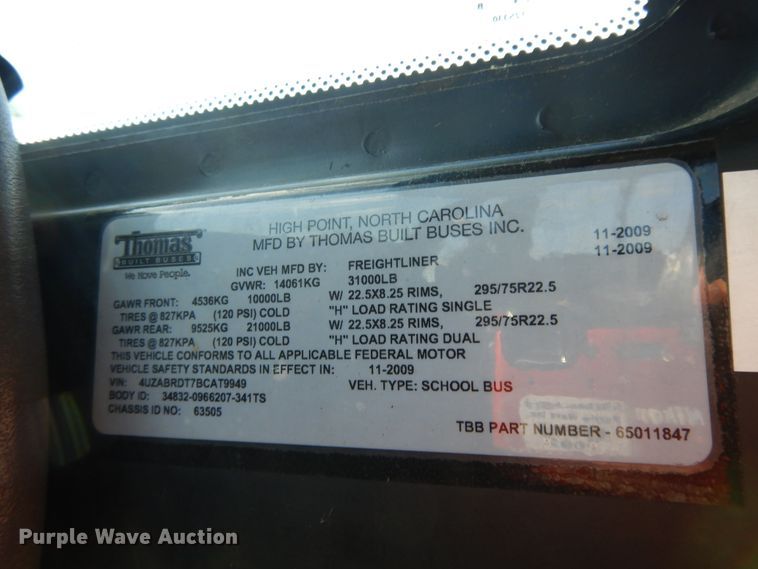 HIGH POINT, NORTH CAROLINA
MFD BY THOMAS BUILT BUSES INC.
11-2009
11-2009
Thomas
BUILT BUSES
We Have People.
INC VEH MFD BY: FREIGHTLINER
GVWR: 14061KG 31000LB
GAWR FRONT: 4536KG 10000LB W/ 22.5X8.25 RIMS, 295/75R22.5
TIRES @ 827KPA (120 PSI) COLD "H" LOAD RATING SINGLE
GAWR REAR: 9525KG 21000LB W/ 22.5X8.25 RIMS, 295/75R22.5
TIRES @ 827KPA (120 PSI) COLD "H" LOAD RATING DUAL
THIS VEHICLE CONFORMS TO ALL APPLICABLE FEDERAL MOTOR
VEHICLE SAFETY STANDARDS IN EFFECT IN: 11-2009
VIN: 4UZABRDT7BCAT9949 VEH. TYPE: SCHOOL BUS
BODY ID: 34832-0966207-341TS
CHASSIS ID NO: 63505
TBB PART NUMBER - 65011847
Purple Wave Auction